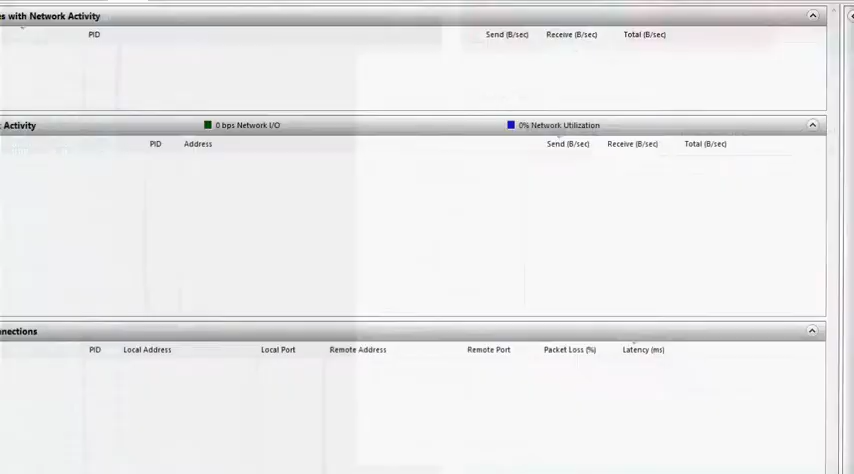 es with Network Activity
PID Send (B/sec) Receive (B/sec) Total (B/sec)
Activity 0 bps Network I/O 0% Network Utilization
PID Address Send (B/sec) Receive (B/sec) Total (B/sec)
nnections
PID Local Address Local Port Remote Address Remote Port Packet Loss (%) Latency (ms)